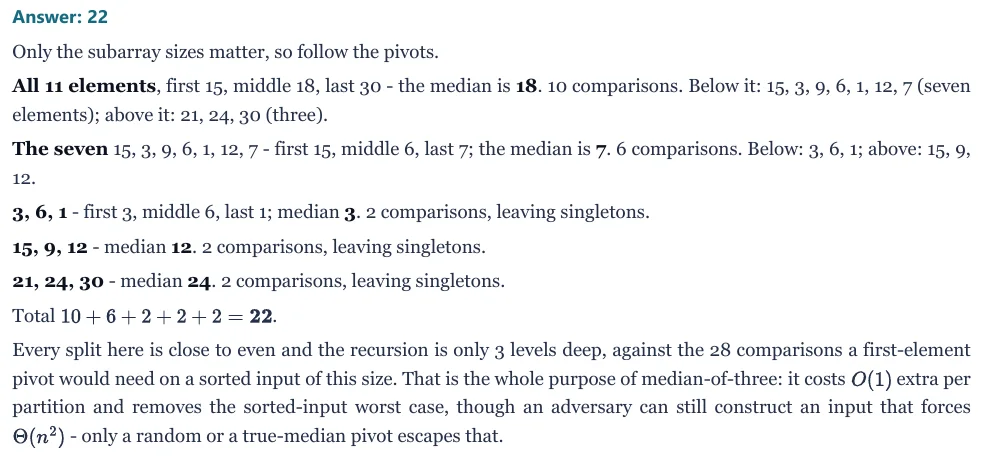 Answer: 22
Only the subarray sizes matter, so follow the pivots.
All 11 elements, first 15, middle 18, last 30 - the median is 18. 10 comparisons. Below it: 15, 3, 9, 6, 1, 12, 7 (seven
elements); above it: 21, 24, 30 (three).
The seven 15, 3, 9, 6, 1, 12, 7 - first 15, middle 6, last 7; the median is 7. 6 comparisons. Below: 3, 6, 1; above: 15, 9,
12.
3, 6, 1 - first 3, middle 6, last 1; median 3. 2 comparisons, leaving singletons.
15, 9, 12 - median 12. 2 comparisons, leaving singletons.
21, 24, 30 - median 24. 2 comparisons, leaving singletons.
Total 10 + 6 + 2 + 2 + 2 = 22.
Every split here is close to even and the recursion is only 3 levels deep, against the 28 comparisons a first-element
pivot would need on a sorted input of this size. That is the whole purpose of median-of-three: it costs O(1) extra per
partition and removes the sorted-input worst case, though an adversary can still construct an input that forces
Θ(n²) - only a random or a true-median pivot escapes that.